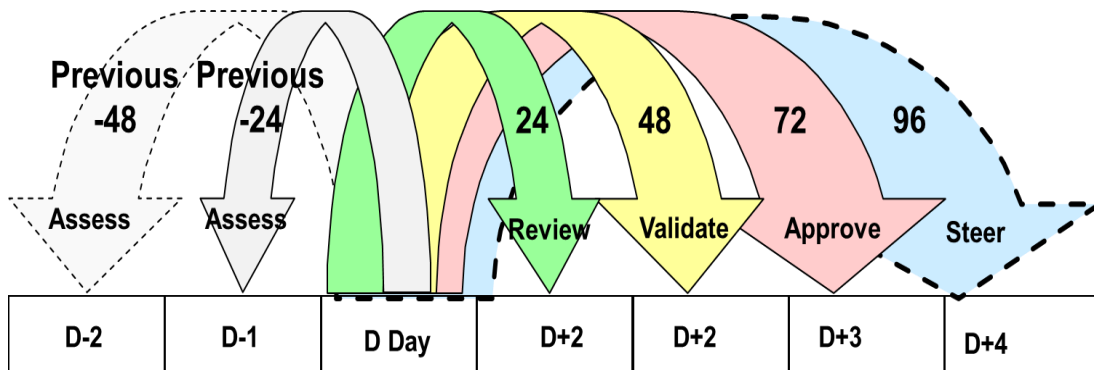 Previous
-48
Previous
-24
24
48
72
96
Assess
Assess
Review
Validate
Approve
Steer
D-2
D-1
D Day
D+2
D+2
D+3
D+4